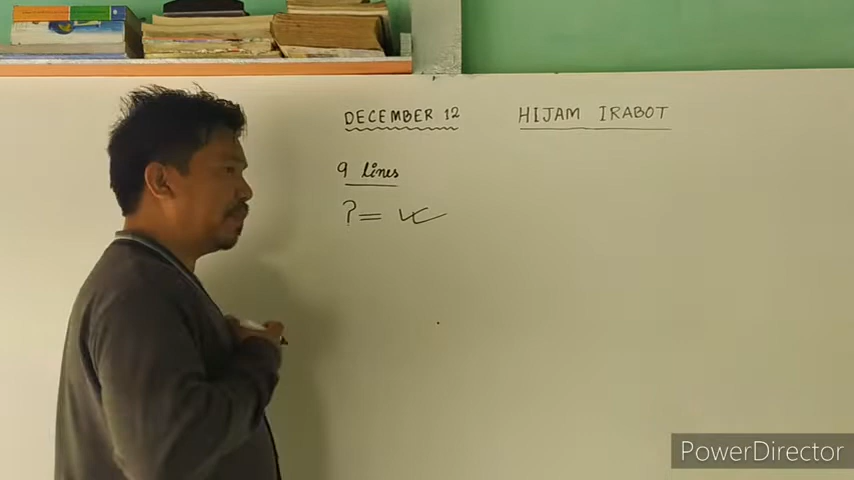 DECEMBER 12
HIJAM IRABOT
9 lines
? =
PowerDirector